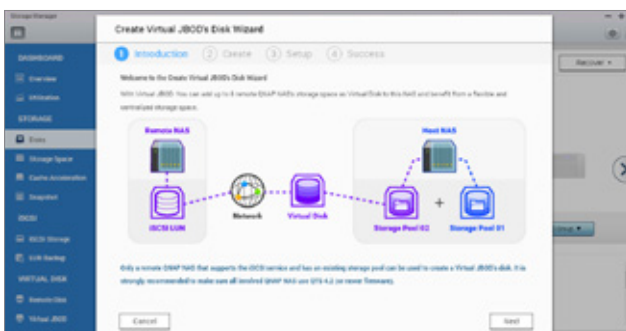 Storage Manager
Create Virtual JBOD's Disk Wizard
1 Introduction 2 Create 3 Setup 4 Success
Welcome to the Create Virtual JBOD's Disk Wizard
With Virtual JBOD: You can add up to 8 remote QNAP NAS's storage space as Virtual Disk to this NAS and benefit from a flexible and
centralized storage space.
Remote NAS
Host NAS
iSCSI LUN
Network
Virtual Disk
Storage Pool 02
+
Storage Pool 01
Only a remote QNAP NAS that supports the iSCSI service and has an existing storage pool can be used to create a Virtual JBOD's disk. It is
strongly recommended to make sure all involved QNAP NAS use QTS 4.2 (or newer firmware).
Cancel
Next
DASHBOARD
Overview
Utilization
STORAGE
Disks
Storage Space
Cache Acceleration
Snapshot
iSCSI
iSCSI Storage
LUN Backup
VIRTUAL DISK
Remote Disk
Virtual JBOD
Recover